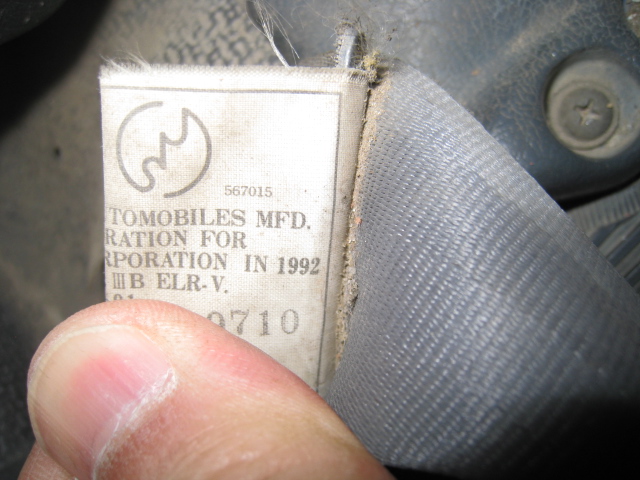 567015
TOMOBILES MFD.
RATION FOR
RPORATION IN 1992
IIIB ELR-V.
0710